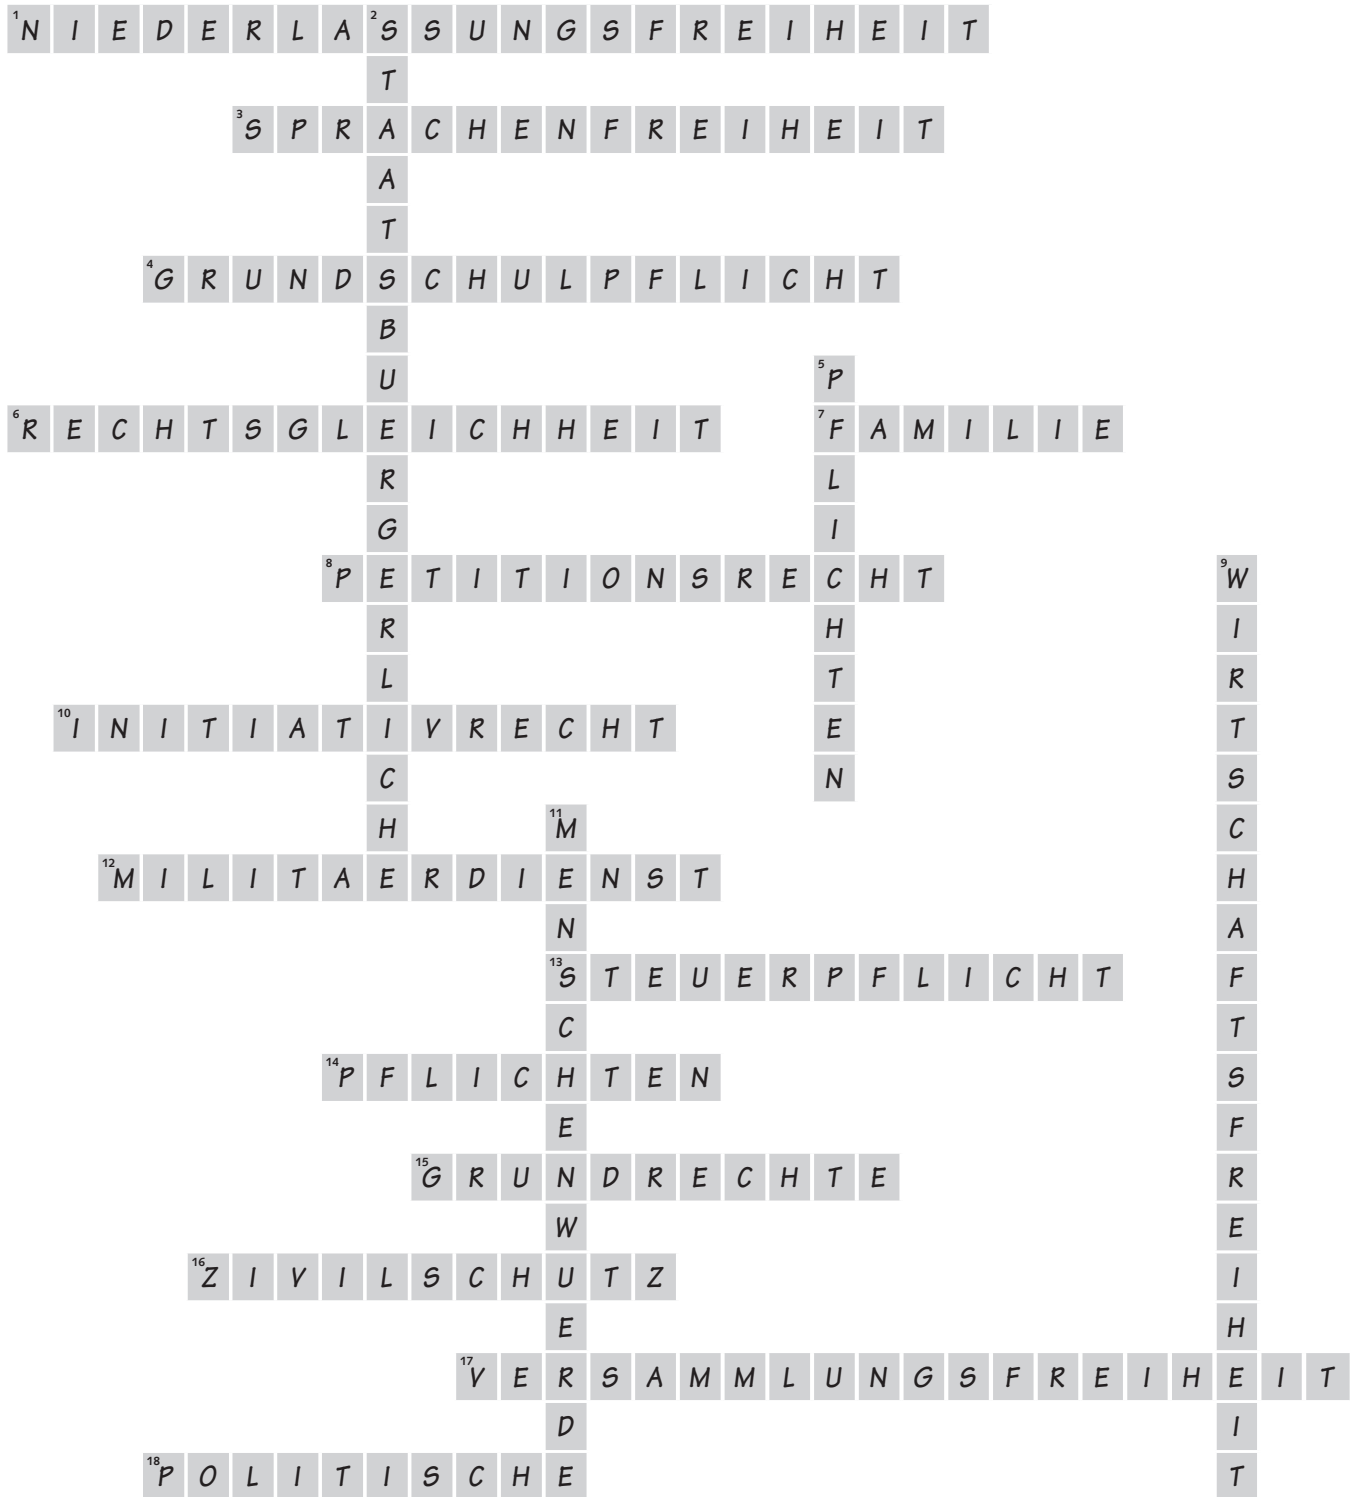 1 NIEDERLASSUNGSFREIHEIT
2 STAATSBUERGERLICHE
3 SPRACHENFREIHEIT
4 GRUNDSCHULPFLICHT
5 PFLICHTEN
6 RECHTSGLEICHHEIT
7 FAMILIE
8 PETITIONSRECHT
9 WIRTSCHAFTSFREIHEIT
10 INITIATIVRECHT
11 MENSCHENWUERDE
12 MILITAERDIENST
13 STEUERPFLICHT
14 PFLICHTEN
15 GRUNDRECHTE
16 ZIVILSCHUTZ
17 VERSAMMLUNGSFREIHEIT
18 POLITISCHE